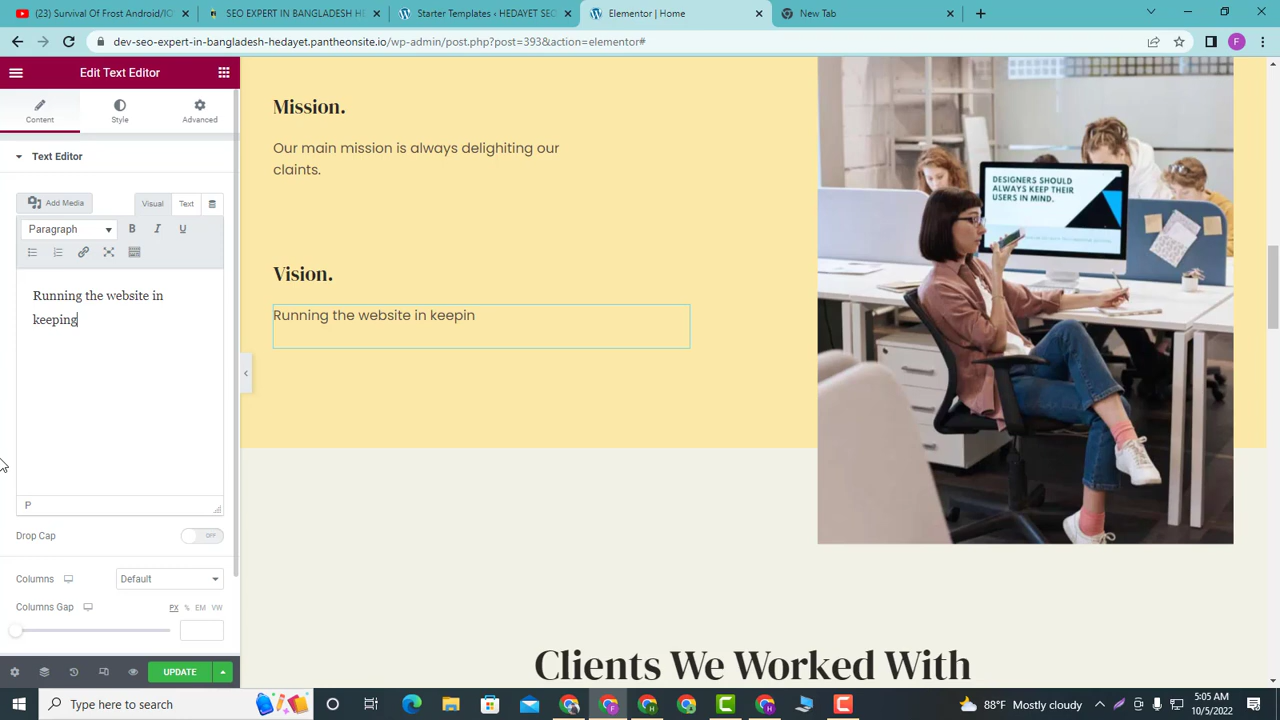 (23) Survival of Sf Android/IO
SEO EXPERT IN BANGLADESH HE
Starter Templates ‹ HEDAYET SEO
Elementor | Home
New Tab
dev-seo-expert-in-bangladesh-hedayet.pantheonsite.io/wp-admin/post.php?post=393&action=elementor#
F
Edit Text Editor
Content
Style
Advanced
Text Editor
Add Media
Visual
Text
Paragraph
B
I
U
Running the website in
keeping
P
Drop Cap
OFF
Columns
Default
Columns Gap
PX
%
EM
VW
UPDATE
Mission.
Our main mission is always delighiting our
claints.
Vision.
Running the website in keepin
DESIGNERS SHOULD
ALWAYS KEEP THEIR
USERS IN MIND.
Clients We Worked With
Type here to search
88°F Mostly cloudy
5:05 AM
10/5/2022